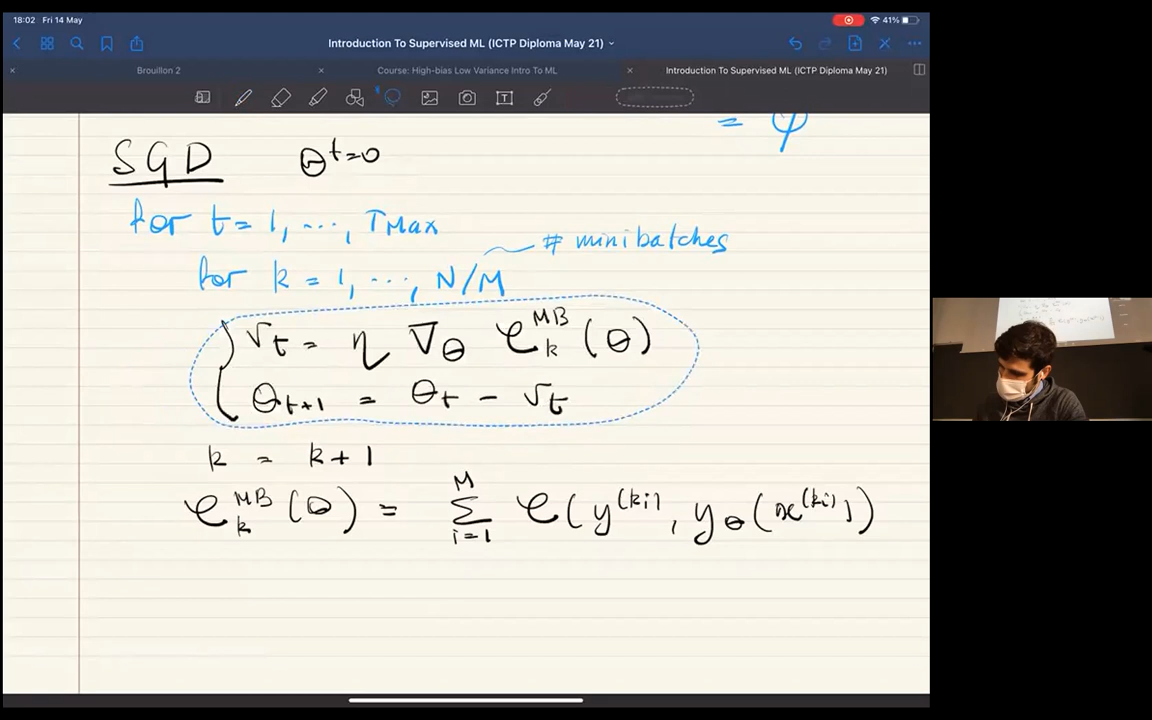 18:02 Fri 14 May
41%
Introduction To Supervised ML (ICTP Diploma May 21)
Brouillon 2
Course: High-bias Low Variance Intro To ML
Introduction To Supervised ML (ICTP Diploma May 21)
= φ
SGD θ^{t=0}
for t = 1, ..., TMax
# minibatches
for k = 1, ..., N/M
v_t = η ∇_θ C_k^{MB} (θ)
θ_{t+1} = θ_t - v_t
k = k+1
C_k^{MB} (θ) = Σ_{i=1}^{M} C(y^{(ki)}, y_θ(x^{(ki)}))